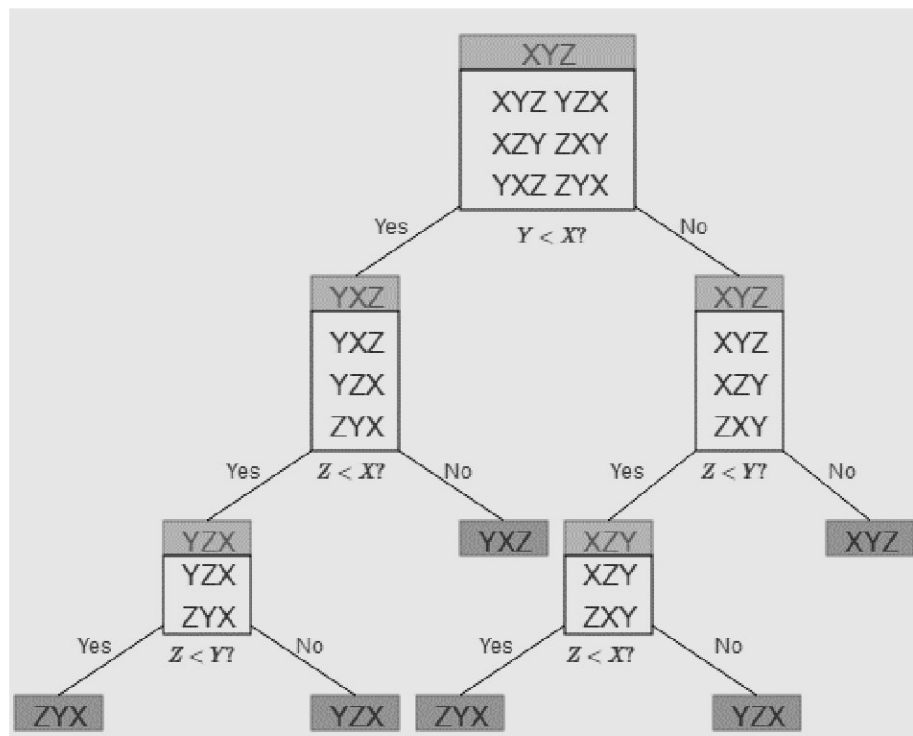 XYZ
XYZ YZX
XZY ZXY
YXZ ZYX
Yes
Y < X?
No
YXZ
YXZ
YZX
ZYX
XYZ
XYZ
XZY
ZXY
Yes
Z < X?
No
Yes
Z < Y?
No
YZX
YZX
ZYX
YXZ
XZY
XZY
ZXY
XYZ
Yes
Z < Y?
No
Yes
Z < X?
No
ZYX
YZX
ZYX
YZX